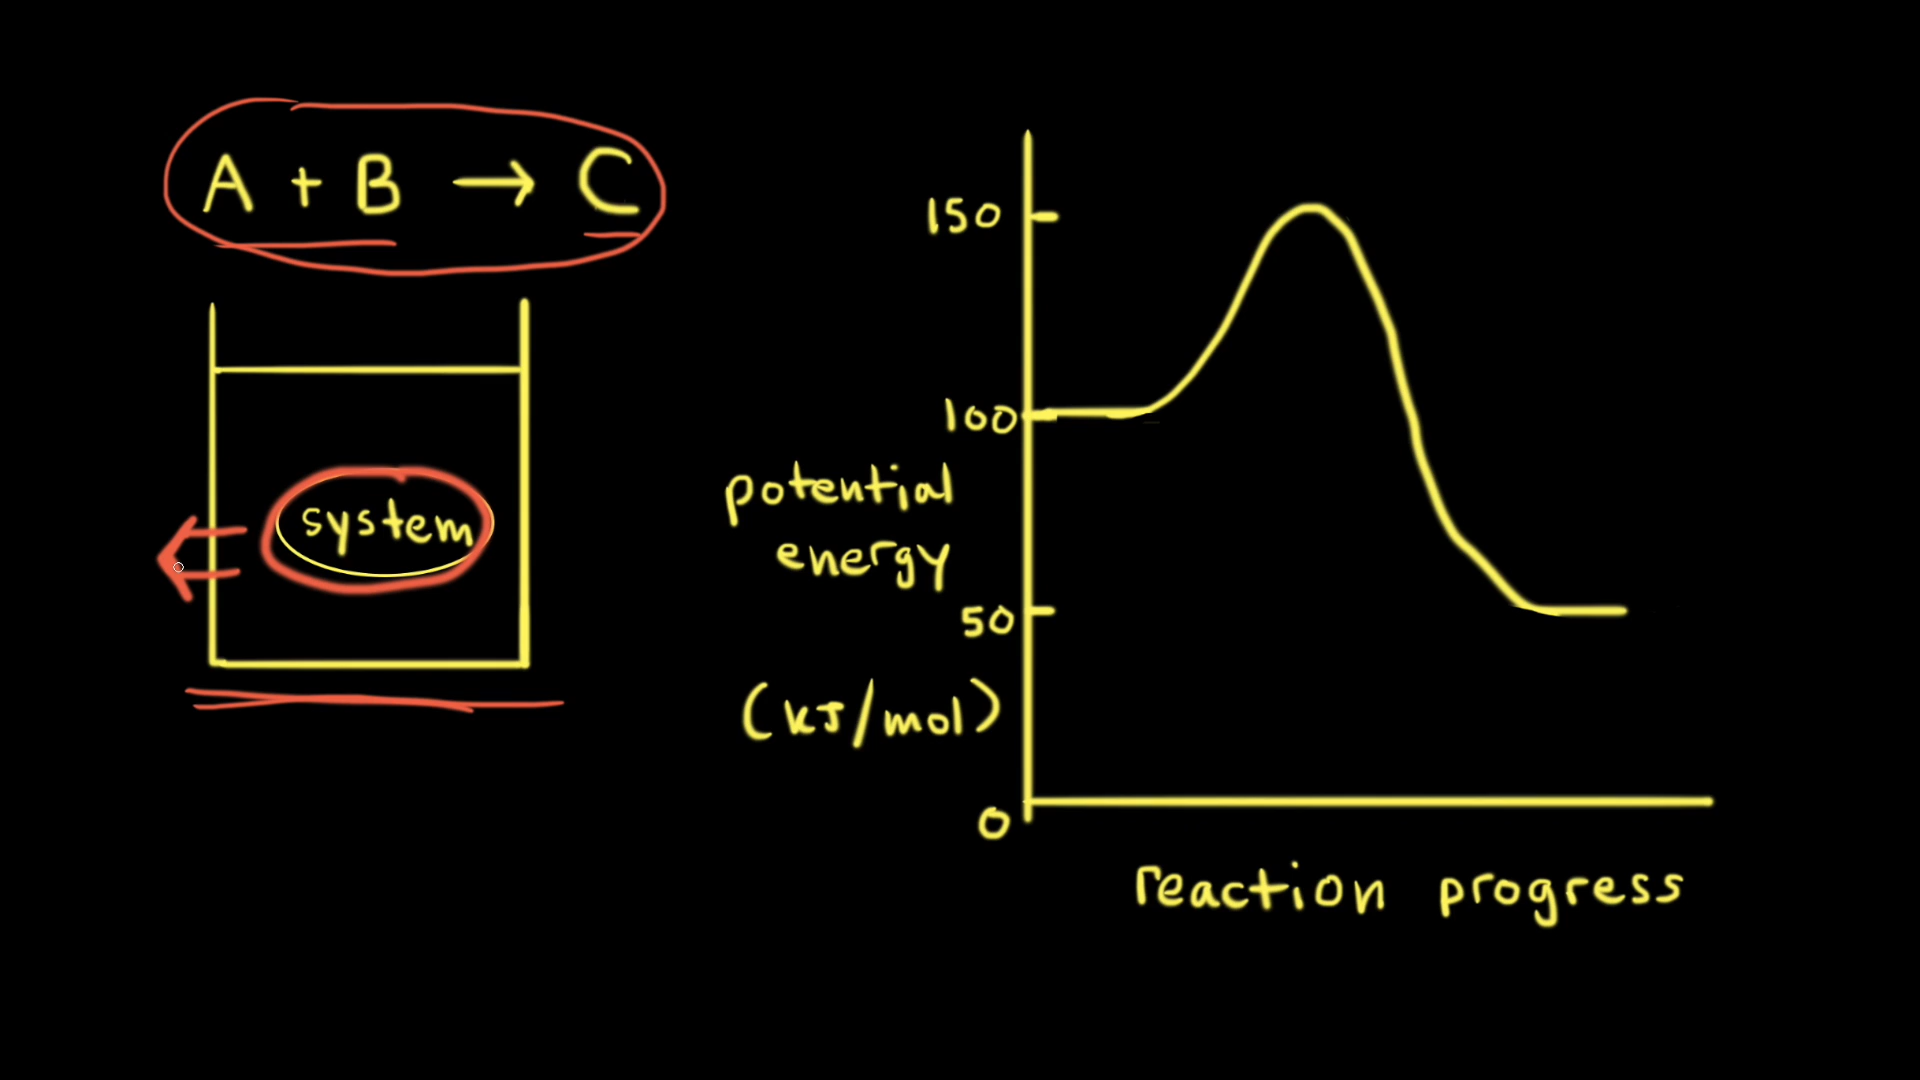 A + B → C
system
150
100
potential
energy
50
(kJ/mol)
0
reaction progress